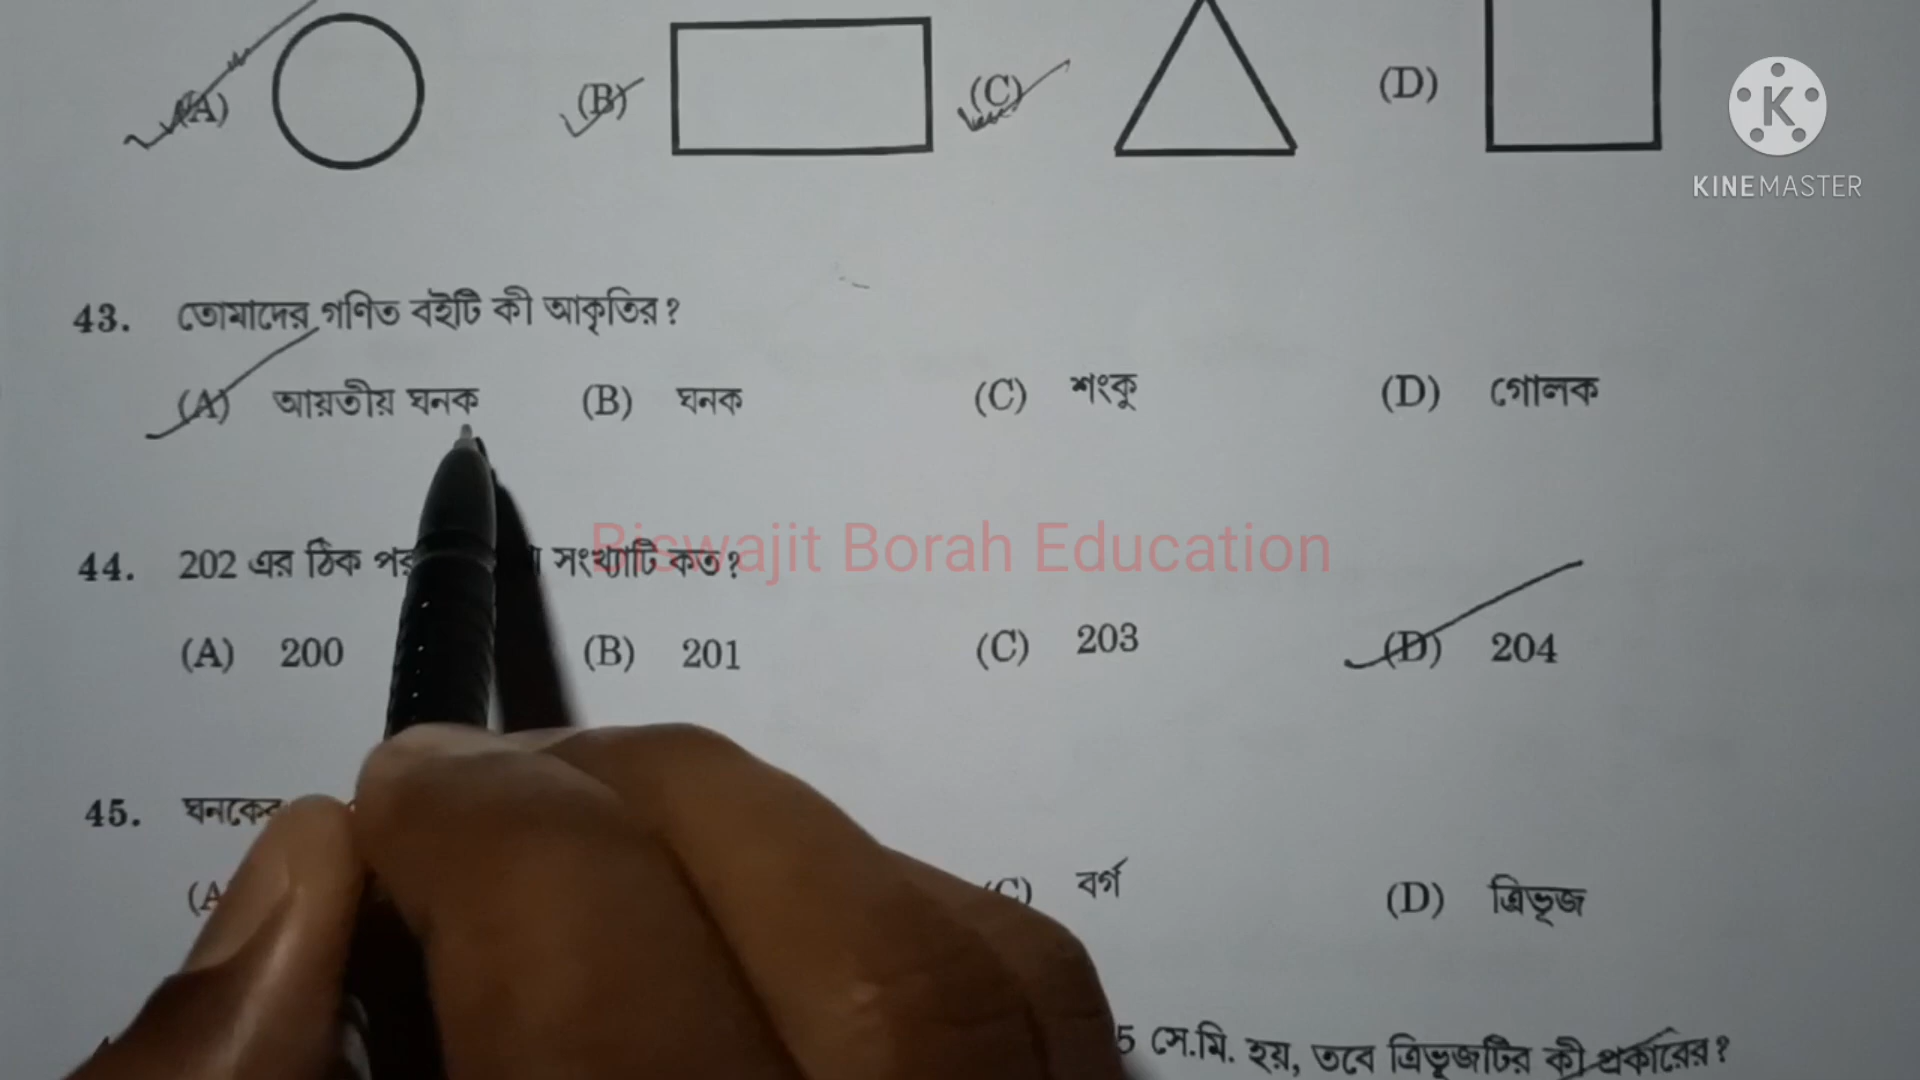 (A) (B) (C) (D)
KINEMASTER
43. তোমাদের গণিত বইটি কী আকৃতির?
(A) আয়তীয় ঘনক (B) ঘনক (C) শংকু (D) গোলক
Biswajit Borah Education
44. 202 এর ঠিক সংখ্যাটি কত?
(A) 200 (B) 201 (C) 203 (D) 204
45. ঘনকের
(C) বর্গ (D) ত্রিভূজ
5 সে.মি. হয়, তবে ত্রিভূজটির কী প্রকারের?